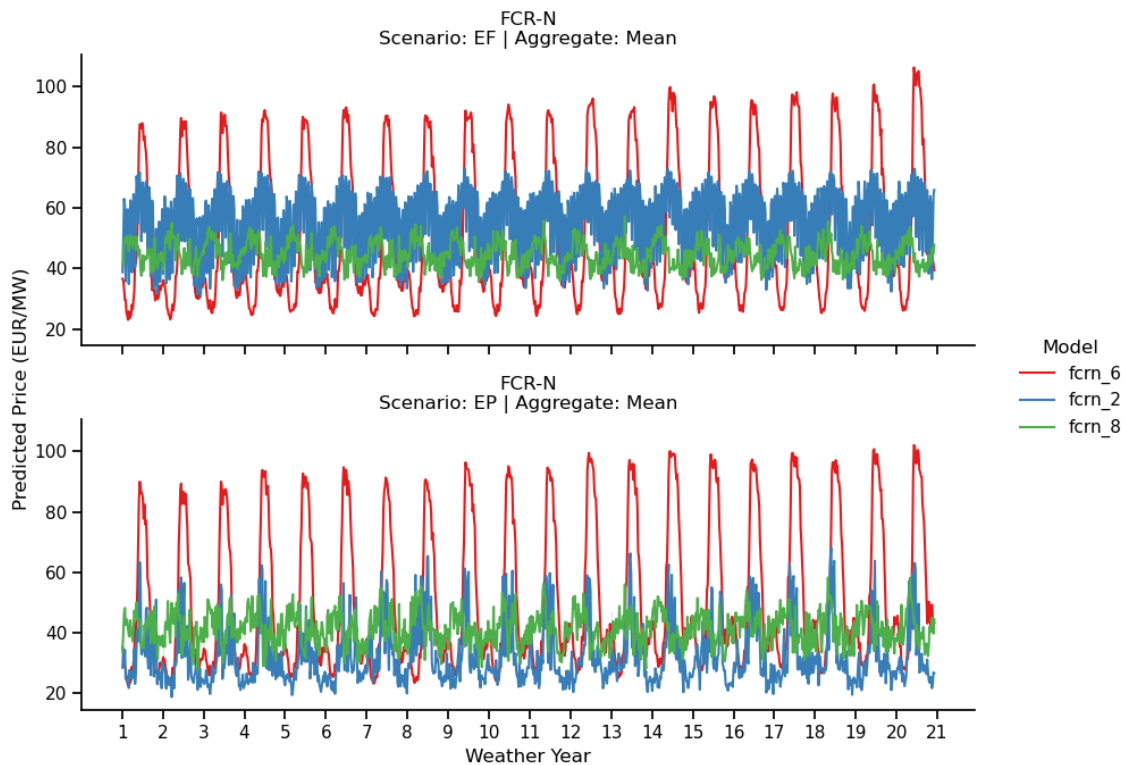 FCR-N
Scenario: EF | Aggregate: Mean
100
80
60
40
20
Predicted Price (EUR/MW)
Model
fcrn_6
fcrn_2
fcrn_8
FCR-N
Scenario: EP | Aggregate: Mean
100
80
60
40
20
1 2 3 4 5 6 7 8 9 10 11 12 13 14 15 16 17 18 19 20 21
Weather Year